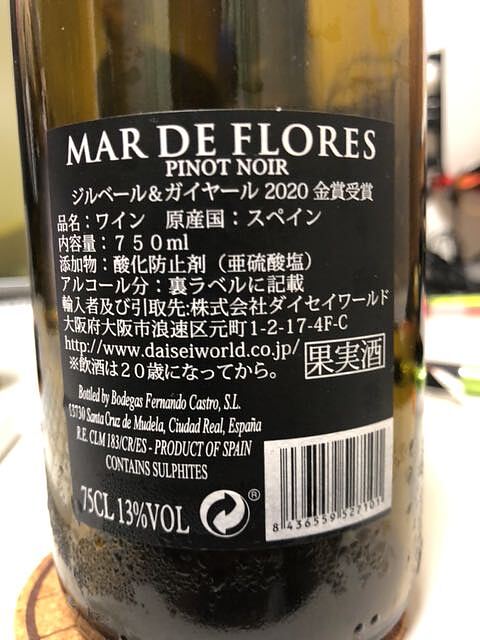 MAR DE FLORES
PINOT NOIR
ジルベール&ガイヤール 2020 金賞受賞
品名：ワイン　原産国：スペイン
内容量：７５０ml
添加物：酸化防止剤（亜硫酸塩）
アルコール分：裏ラベルに記載
輸入者及び引取先:株式会社ダイセイワールド
大阪府大阪市浪速区元町1-2-17-4F-C
http://www.daiseiworld.co.jp/
果実酒
※飲酒は２０歳になってから。
Bottled by Bodegas Fernando Castro, S.L.
13730 Santa Cruz de Mudela, Ciudad Real, España
R.E. CLM 183/CR/ES - PRODUCT OF SPAIN
CONTAINS SULPHITES
75CL 13%VOL
®
8 436559 527101